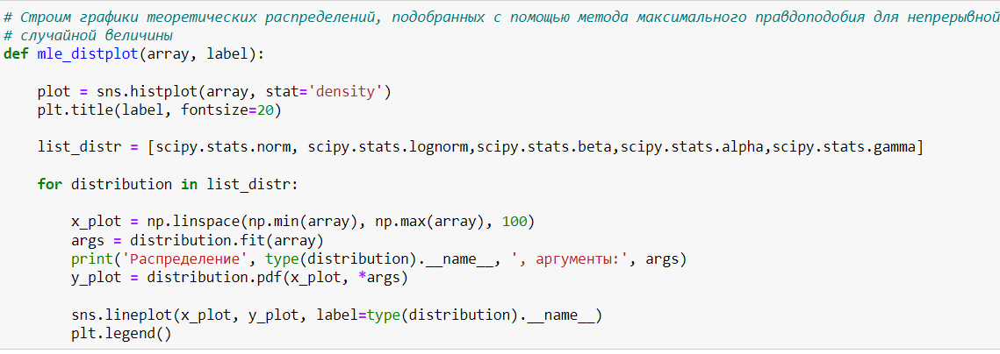 # Строим графики теоретических распределений, подобранных с помощью метода максимального правдоподобия для непрерывной
# случайной величины
def mle_distplot(array, label):
    plot = sns.histplot(array, stat='density')
    plt.title(label, fontsize=20)
    list_distr = [scipy.stats.norm, scipy.stats.lognorm,scipy.stats.beta,scipy.stats.alpha,scipy.stats.gamma]
    for distribution in list_distr:
        x_plot = np.linspace(np.min(array), np.max(array), 100)
        args = distribution.fit(array)
        print('Распределение', type(distribution).__name__, ', аргументы:', args)
        y_plot = distribution.pdf(x_plot, *args)
        sns.lineplot(x_plot, y_plot, label=type(distribution).__name__)
        plt.legend()